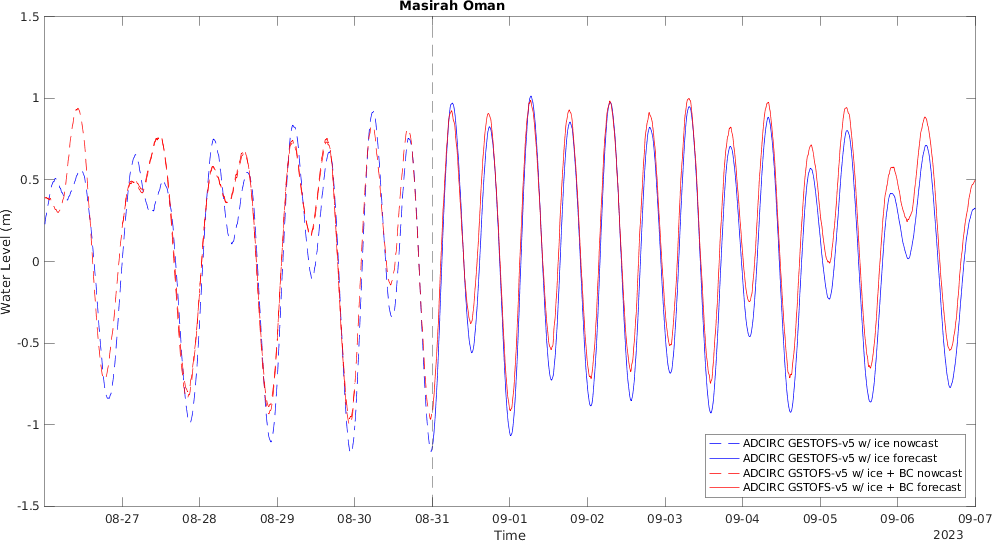 Masirah Oman
1.5
1
0.5
0
-0.5
-1
-1.5
Water Level (m)
ADCIRC GESTOFS-v5 w/ ice nowcast
ADCIRC GESTOFS-v5 w/ ice forecast
ADCIRC GSTOFS-v5 w/ ice + BC nowcast
ADCIRC GSTOFS-v5 w/ ice + BC forecast
08-27 08-28 08-29 08-30 08-31 09-01 09-02 09-03 09-04 09-05 09-06 09-07
Time
2023